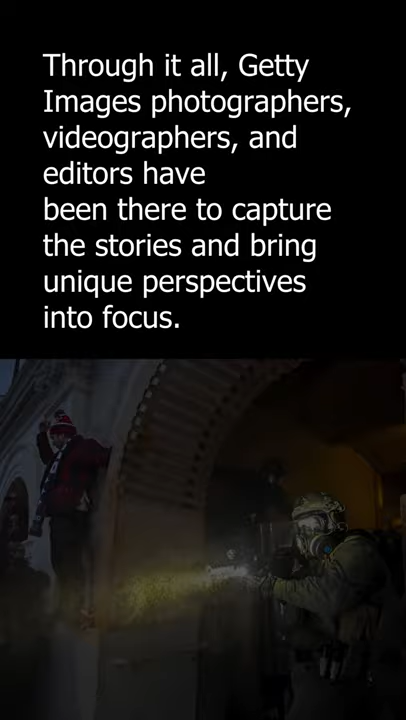 Through it all, Getty
Images photographers,
videographers, and
editors have
been there to capture
the stories and bring
unique perspectives
into focus.